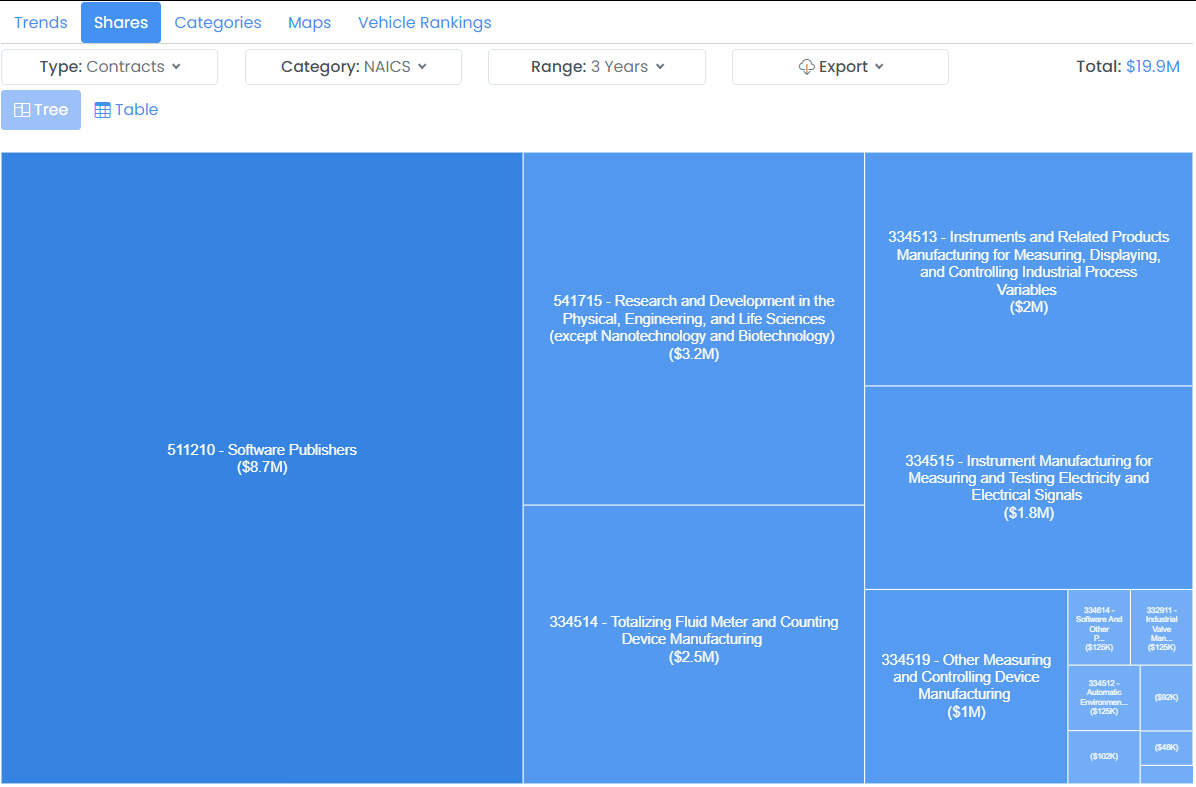 Trends Shares Categories Maps Vehicle Rankings
Type: Contracts Category: NAICS Range: 3 Years Export Total: $19.9M
Tree Table
511210 - Software Publishers
($8.7M)
541715 - Research and Development in the
Physical, Engineering, and Life Sciences
(except Nanotechnology and Biotechnology)
($3.2M)
334514 - Totalizing Fluid Meter and Counting
Device Manufacturing
($2.5M)
334513 - Instruments and Related Products
Manufacturing for Measuring, Displaying,
and Controlling Industrial Process
Variables
($2M)
334515 - Instrument Manufacturing for
Measuring and Testing Electricity and
Electrical Signals
($1.8M)
334519 - Other Measuring
and Controlling Device
Manufacturing
($1M)
334614 -
Software And
Other
P...
($125K)
332911 -
Industrial
Valve
Man...
($125K)
334512 -
Automatic
Environmen...
($125K)
($92K)
($102K)
($48K)